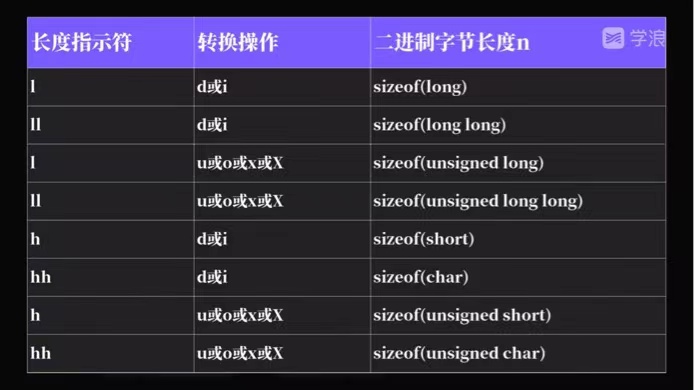 长度指示符 转换操作 二进制字节长度n 学浪
l d或i sizeof(long)
ll d或i sizeof(long long)
l u或o或x或X sizeof(unsigned long)
ll u或o或x或X sizeof(unsigned long long)
h d或i sizeof(short)
hh d或i sizeof(char)
h u或o或x或X sizeof(unsigned short)
hh u或o或x或X sizeof(unsigned char)